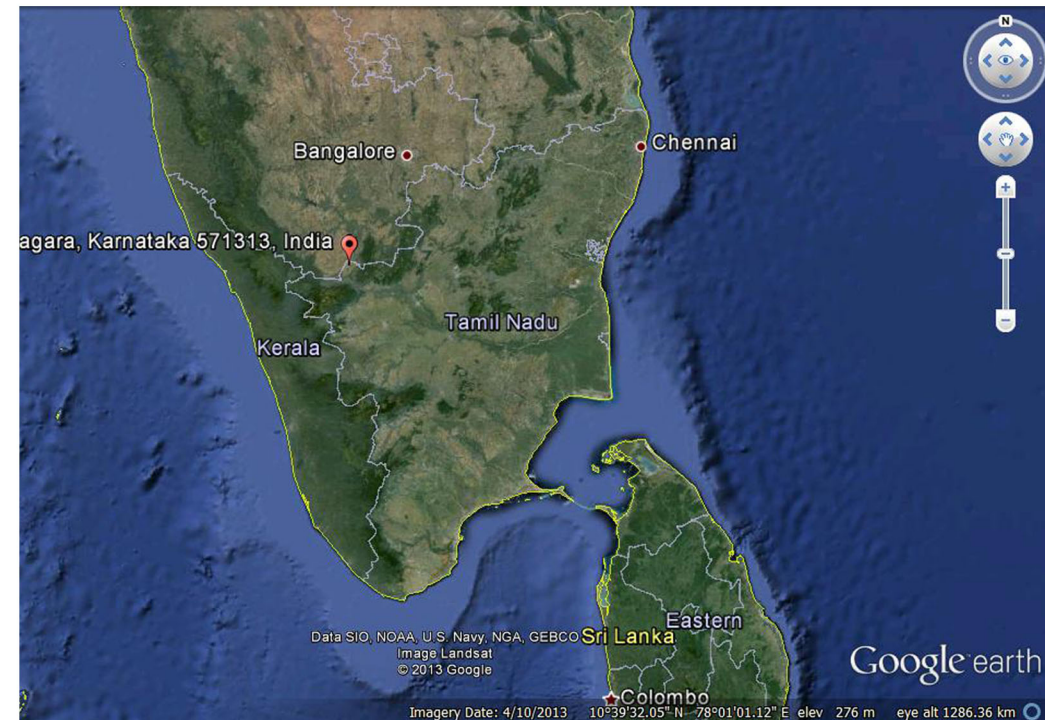 N
Bangalore
Chennai
agara, Karnataka 571313, India
Tamil Nadu
Kerala
Eastern
Data SIO, NOAA, U.S. Navy, NGA, GEBCO
Sri Lanka
Image Landsat
© 2013 Google
Google earth
Colombo
Imagery Date: 4/10/2013 10°39'32.05" N 78°01'01.12" E elev 276 m eye alt 1286.36 km